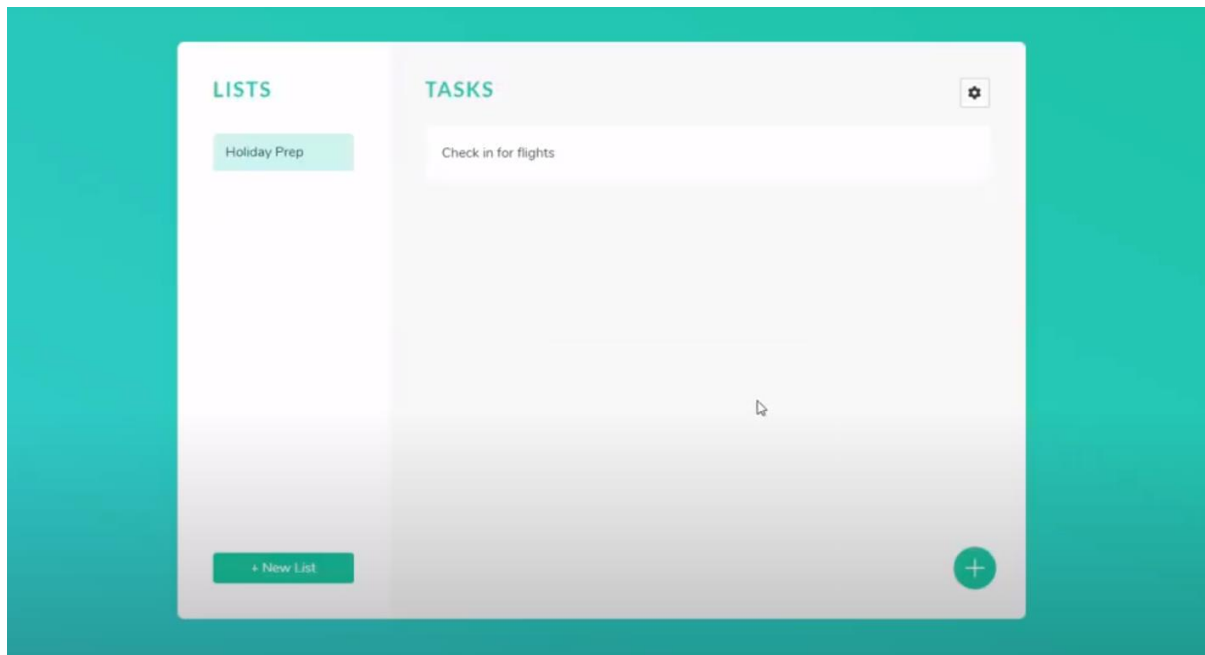 LISTS
Holiday Prep
+ New List
TASKS
Check in for flights